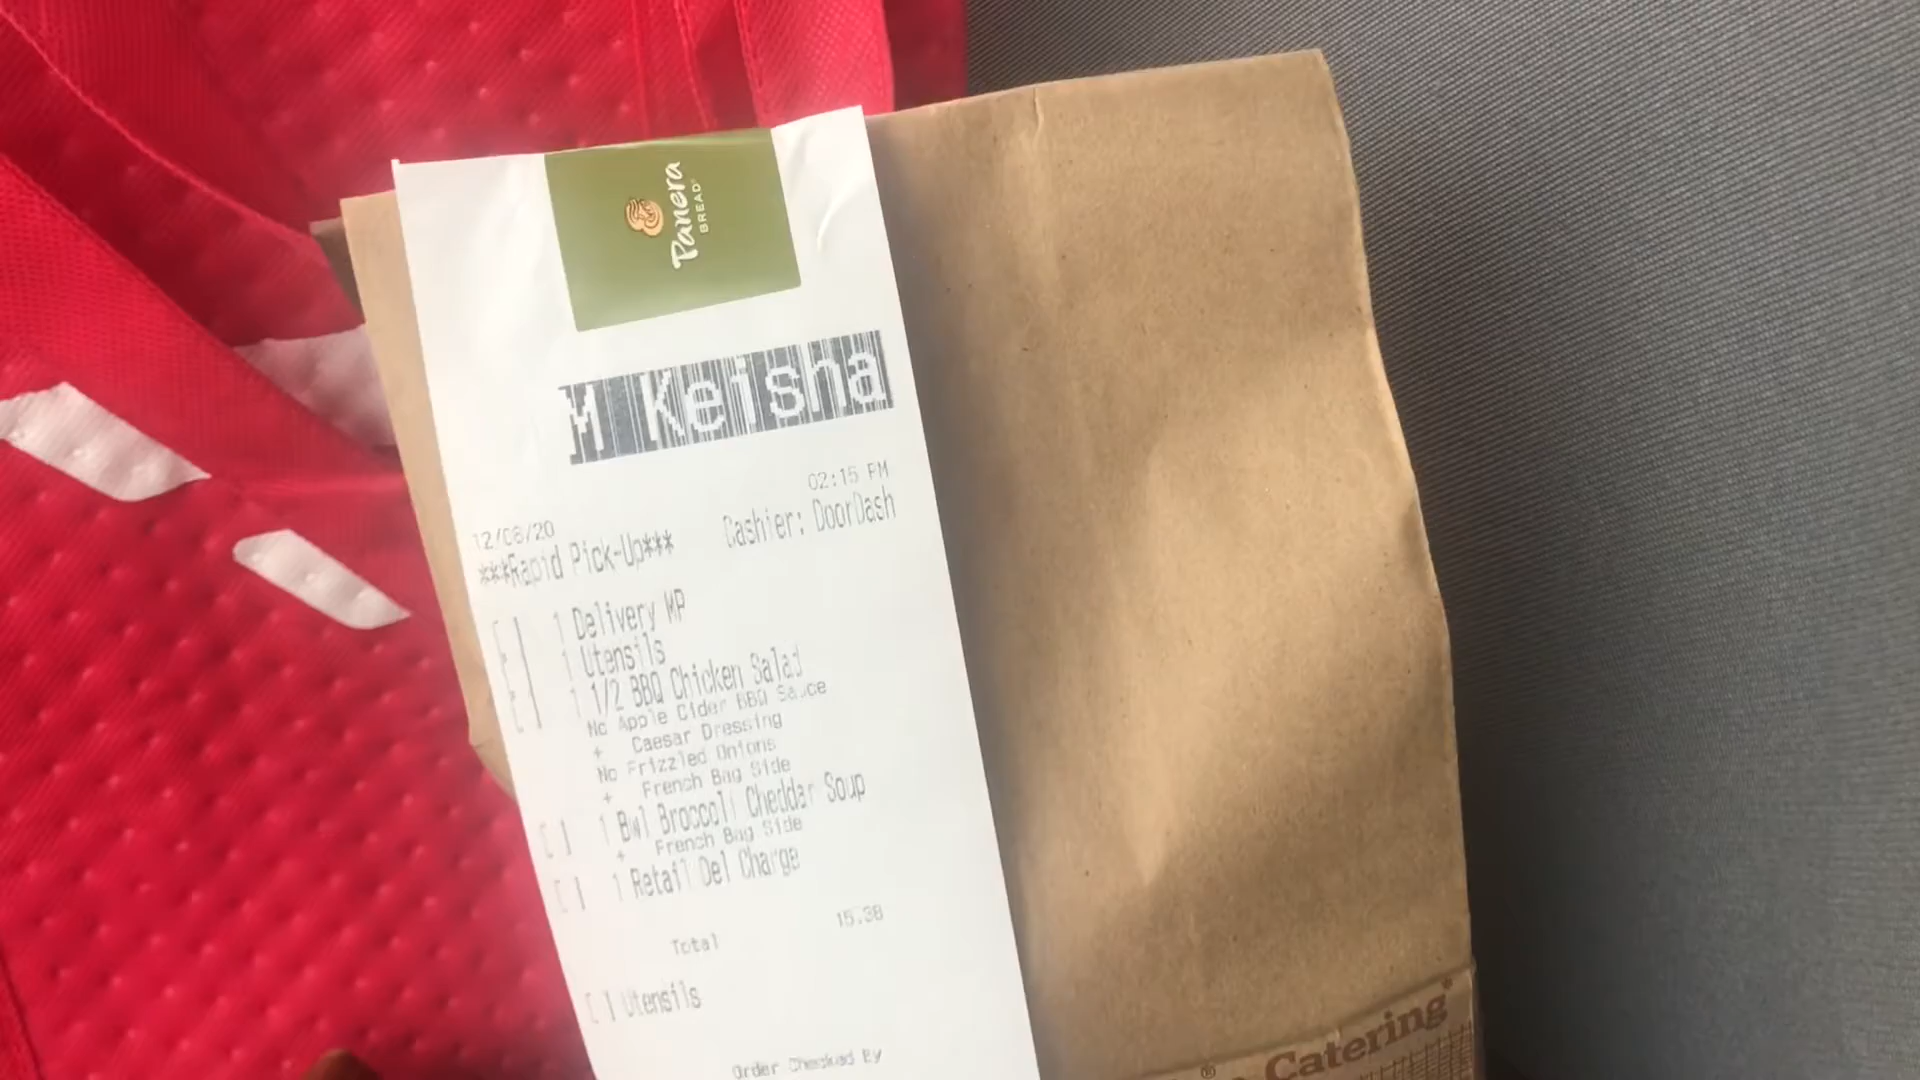 Panera
BREAD®
M Keisha
02:15 PM
12/08/20
***Rapid Pick-Up*** Cashier: DoorDash
[ ] 1 Delivery MP
[ ] 1 Utensils
[ ] 1 1/2 BBQ Chicken Salad
No Apple Cider BBQ Sauce
+ Caesar Dressing
No Frizzled Onions
+ French Bag Side
[ ] 1 Bwl Broccoli Cheddar Soup
+ French Bag Side
[ ] 1 Retail Del Charge
Total 15.38
[ ] Utensils
Order Checked By
® Catering®